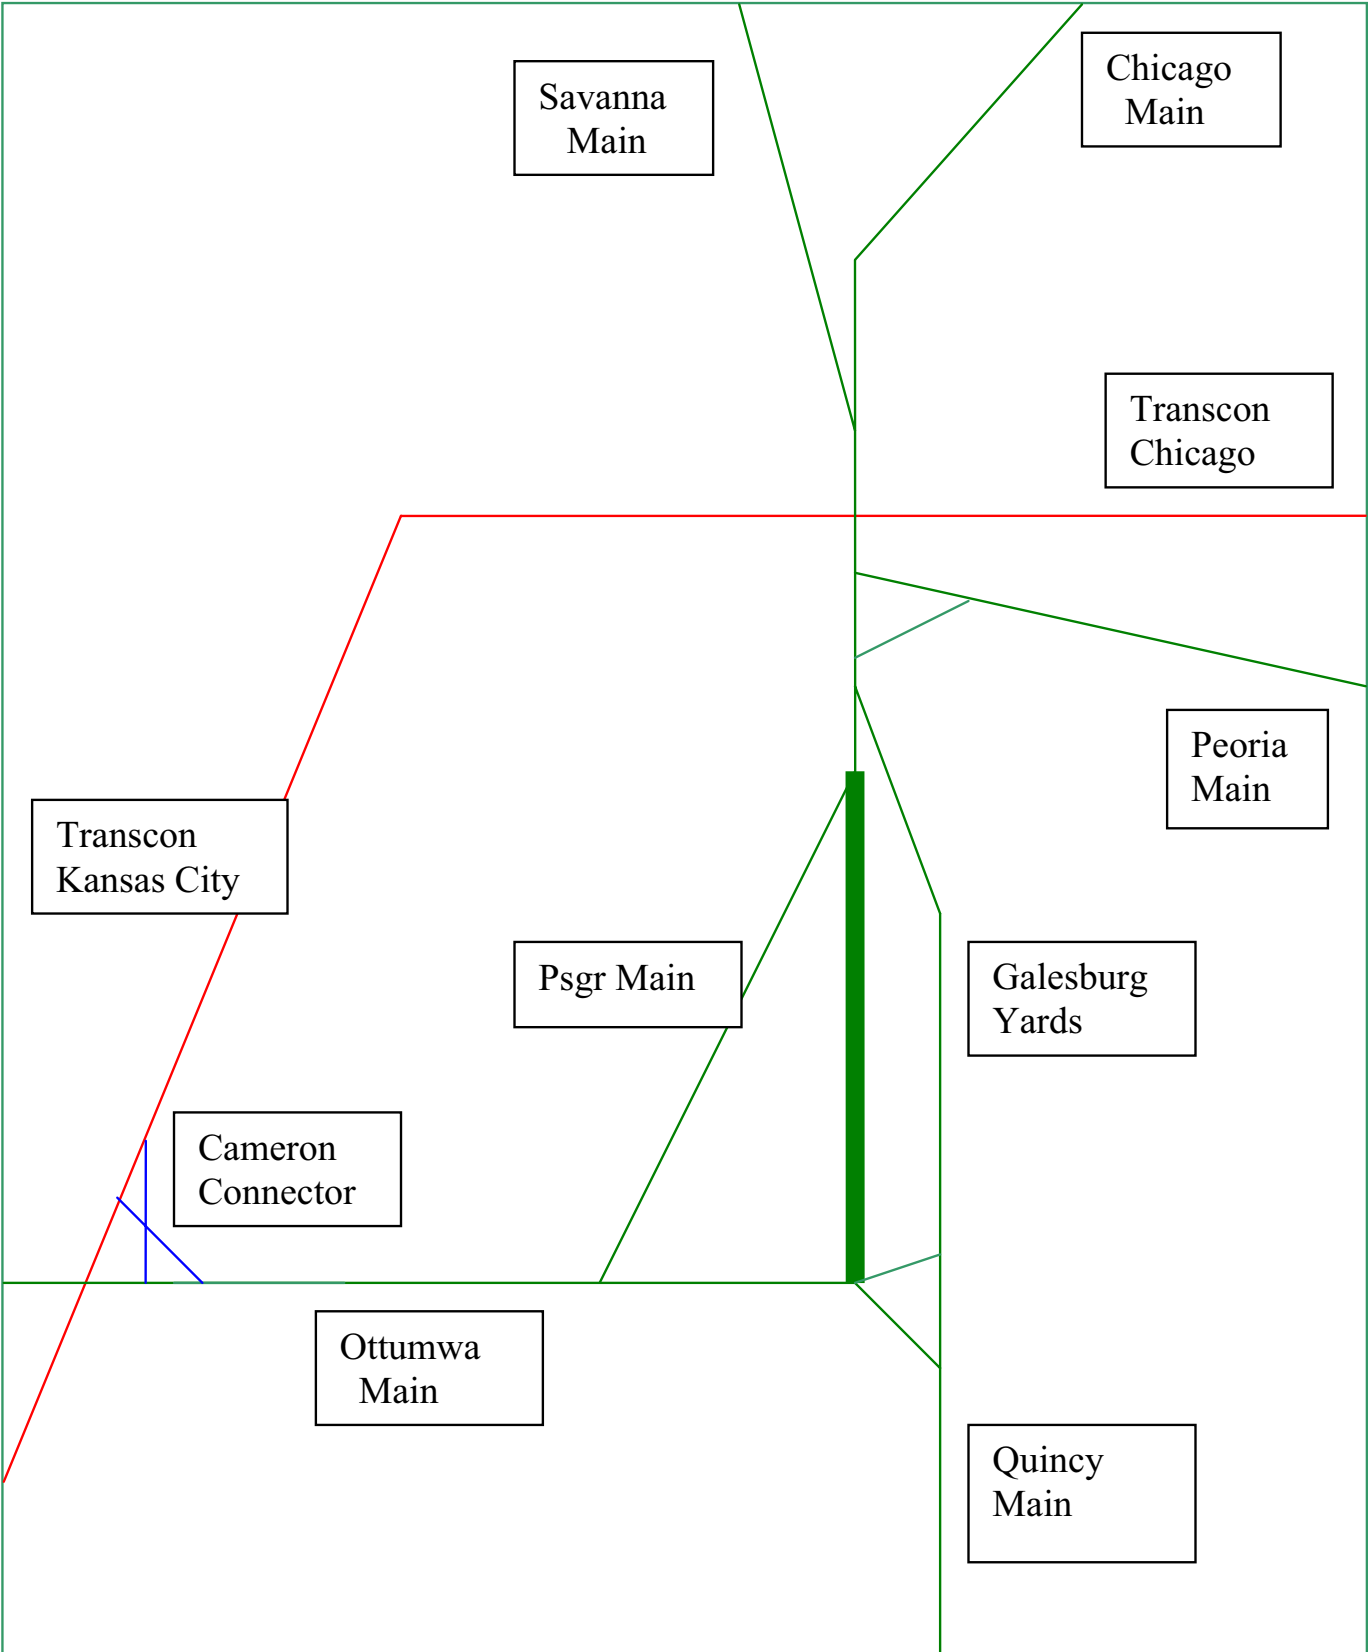 Savanna
Main
Chicago
Main
Transcon
Chicago
Peoria
Main
Transcon
Kansas City
Psgr Main
Galesburg
Yards
Cameron
Connector
Ottumwa
Main
Quincy
Main